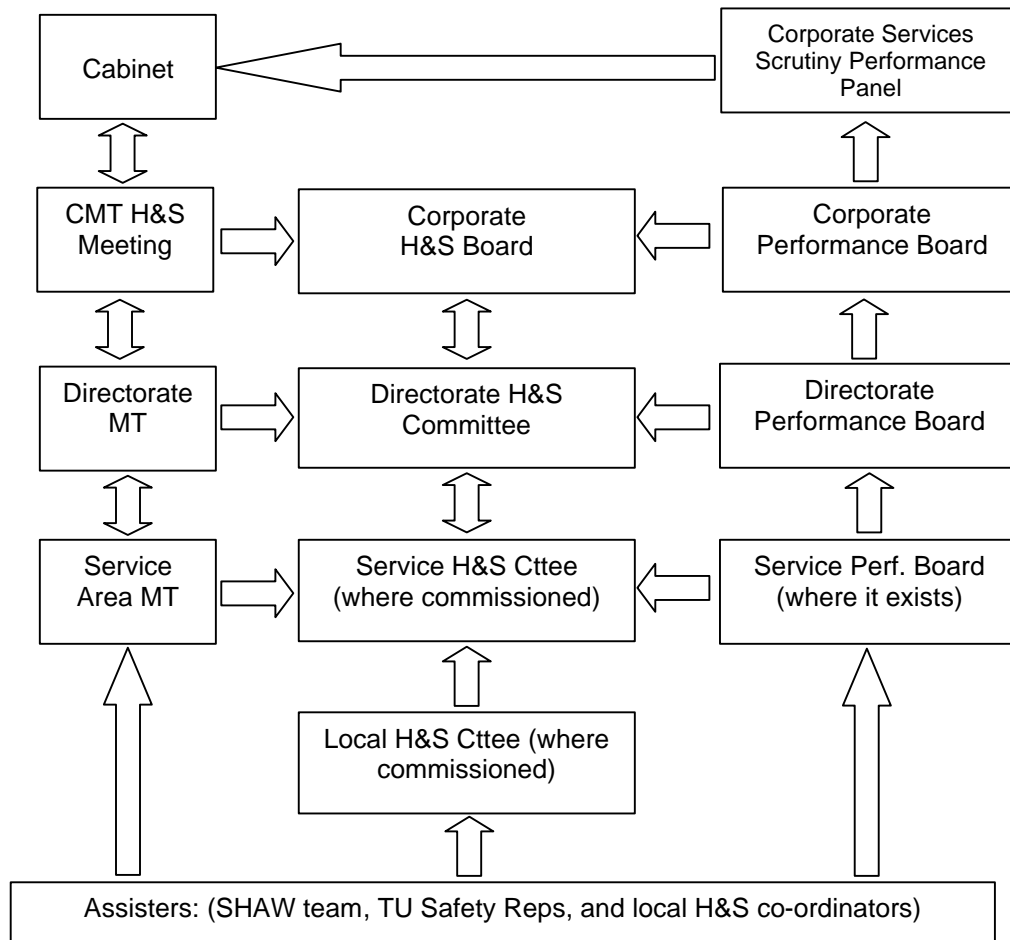 Cabinet
Corporate Services
Scrutiny Performance
Panel
CMT H&S
Meeting
Corporate
H&S Board
Corporate
Performance Board
Directorate
MT
Directorate H&S
Committee
Directorate
Performance Board
Service
Area MT
Service H&S Cttee
(where commissioned)
Service Perf. Board
(where it exists)
Local H&S Cttee (where
commissioned)
Assisters: (SHAW team, TU Safety Reps, and local H&S co-ordinators)